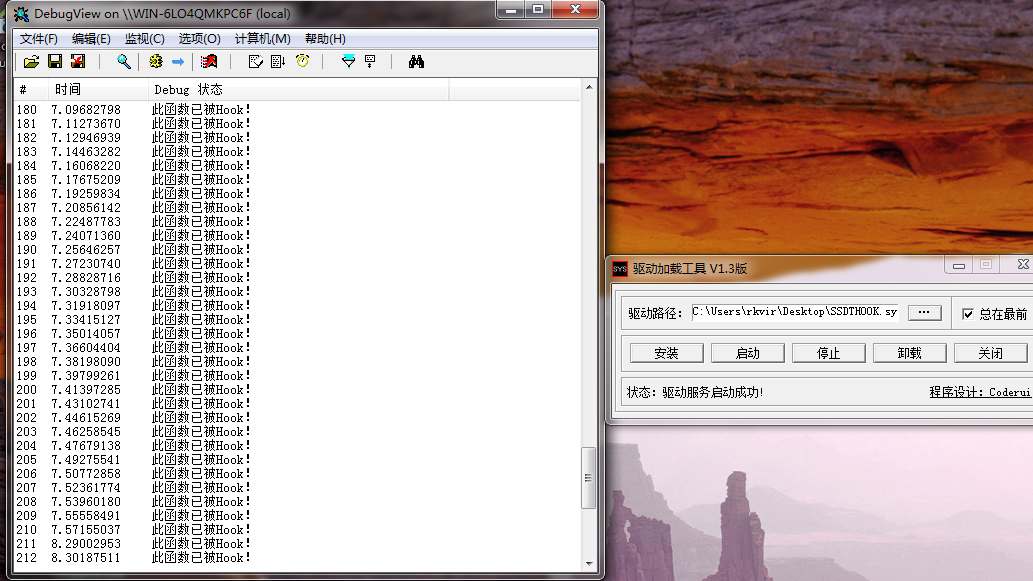 DebugView on \\WIN-6LO4QMKPC6F (local)
文件(F) 编辑(E) 监视(C) 选项(O) 计算机(M) 帮助(H)
# 时间 Debug 状态
180 7.09682798 此函数已被Hook!
181 7.11273670 此函数已被Hook!
182 7.12946939 此函数已被Hook!
183 7.14463282 此函数已被Hook!
184 7.16068220 此函数已被Hook!
185 7.17675209 此函数已被Hook!
186 7.19259834 此函数已被Hook!
187 7.20856142 此函数已被Hook!
188 7.22487783 此函数已被Hook!
189 7.24071360 此函数已被Hook!
190 7.25646257 此函数已被Hook!
191 7.27230740 此函数已被Hook!
192 7.28828716 此函数已被Hook!
193 7.30328798 此函数已被Hook!
194 7.31918097 此函数已被Hook!
195 7.33415127 此函数已被Hook!
196 7.35014057 此函数已被Hook!
197 7.36604404 此函数已被Hook!
198 7.38198090 此函数已被Hook!
199 7.39799261 此函数已被Hook!
200 7.41397285 此函数已被Hook!
201 7.43102741 此函数已被Hook!
202 7.44615269 此函数已被Hook!
203 7.46258545 此函数已被Hook!
204 7.47679138 此函数已被Hook!
205 7.49275541 此函数已被Hook!
206 7.50772858 此函数已被Hook!
207 7.52361774 此函数已被Hook!
208 7.53960180 此函数已被Hook!
209 7.55558491 此函数已被Hook!
210 7.57155037 此函数已被Hook!
211 8.29002953 此函数已被Hook!
212 8.30187511 此函数已被Hook!
SYS 驱动加载工具 V1.3版
驱动路径: C:\Users\rkvir\Desktop\SSDTHOOK.sy ... 总在最前
安装 启动 停止 卸载 关闭
状态: 驱动服务启动成功! 程序设计: Coderui